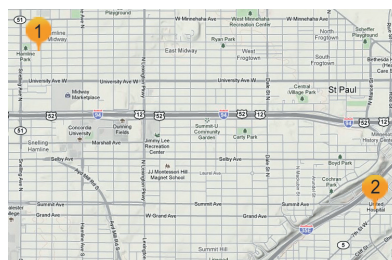 Playground
W Minnehaha Ave
West Minnehaha
Recreation Center
W Minnehaha Ave
Scheffer
Playground
51
1
Hamline
Midway
Hamline
Park
Ryan Park
North
Frogtown
East Midway
West
Frogtown
South
Frogtown
University Ave W
University Ave W
University Ave W
Midway
Marketplace
Central
Village Park
St Paul
52
94
12
52
94
12
52
12
51
Concordia
University
Dunning
Fields
Jimmy Lee
Recreation
Center
Summit-U
Community
Garden
Carty Park
Snelling
Hamline
Marshall Ave
Selby Ave
Selby Ave
JJ Montessori Hill
Magnet School
Laurel Ave
Boyd Park
Cochran
Park
2
United
Hospital
Summit Ave
Summit Ave
Summit Ave
Grand Ave
W Grand Ave
Grand Ave
Summit Hill
5